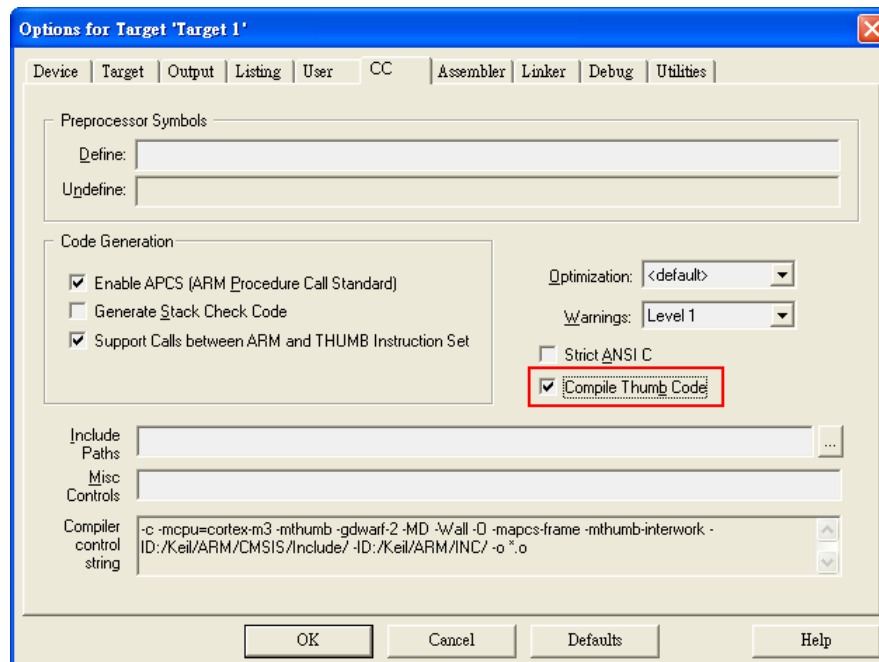 Options for Target 'Target 1'
Device Target Output Listing User CC Assembler Linker Debug Utilities
Preprocessor Symbols
Define:
Undefine:
Code Generation
Enable APCS (ARM Procedure Call Standard)
Generate Stack Check Code
Support Calls between ARM and THUMB Instruction Set
Optimization: <default>
Warnings: Level 1
Strict ANSI C
Compile Thumb Code
Include
Paths
...
Misc
Controls
Compiler
control
string
-c -mcpu=cortex-m3 -mthumb -gdwarf-2 -MD -Wall -O -mapcs-frame -mthumb-interwork -
ID:/Keil/ARM/CMSIS/Include/ -ID:/Keil/ARM/INC/ -o *.o
OK Cancel Defaults Help